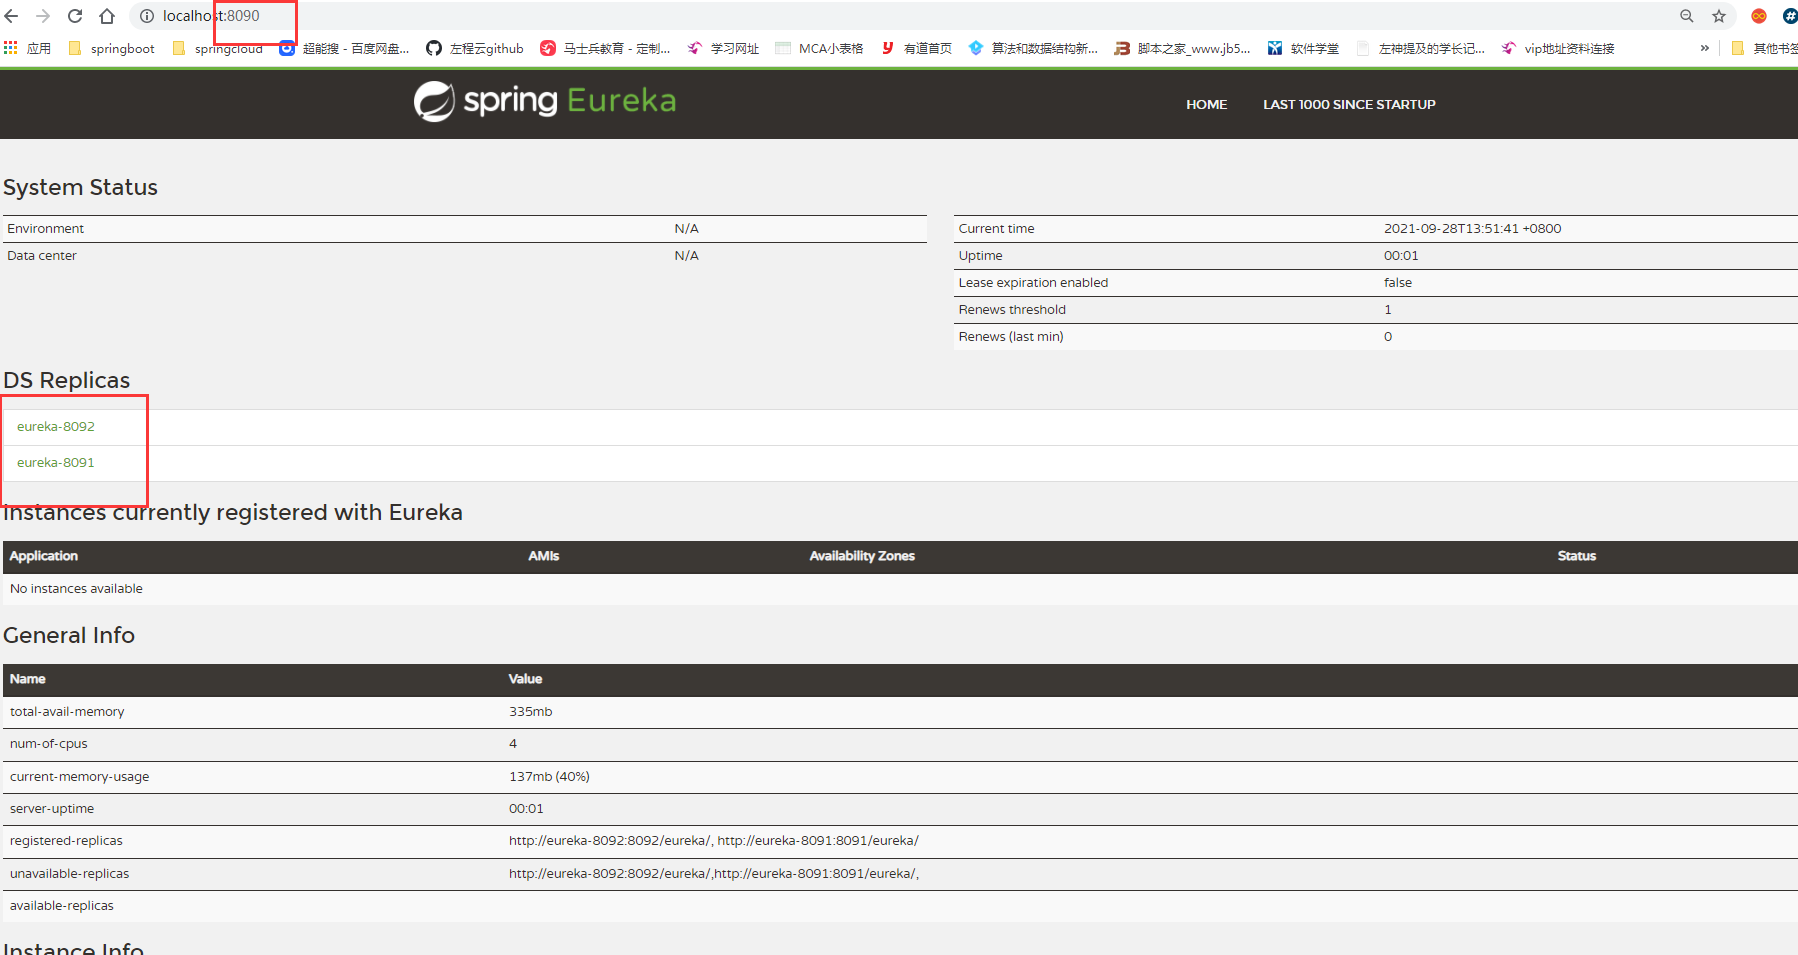 localhost:8090
应用 springboot springcloud 超能搜 - 百度网盘... 左程云github 马士兵教育 - 定制... 学习网址 MCA小表格 有道首页 算法和数据结构新... 脚本之家_www.jb5... 软件学堂 左神提及的学长记... vip地址资料连接 » 其他书签
spring Eureka HOME LAST 1000 SINCE STARTUP
System Status
Environment N/A
Data center N/A
Current time 2021-09-28T13:51:41 +0800
Uptime 00:01
Lease expiration enabled false
Renews threshold 1
Renews (last min) 0
DS Replicas
eureka-8092
eureka-8091
Instances currently registered with Eureka
Application AMIs Availability Zones Status
No instances available
General Info
Name Value
total-avail-memory 335mb
num-of-cpus 4
current-memory-usage 137mb (40%)
server-uptime 00:01
registered-replicas http://eureka-8092:8092/eureka/, http://eureka-8091:8091/eureka/
unavailable-replicas http://eureka-8092:8092/eureka/,http://eureka-8091:8091/eureka/,
available-replicas
Instance Info